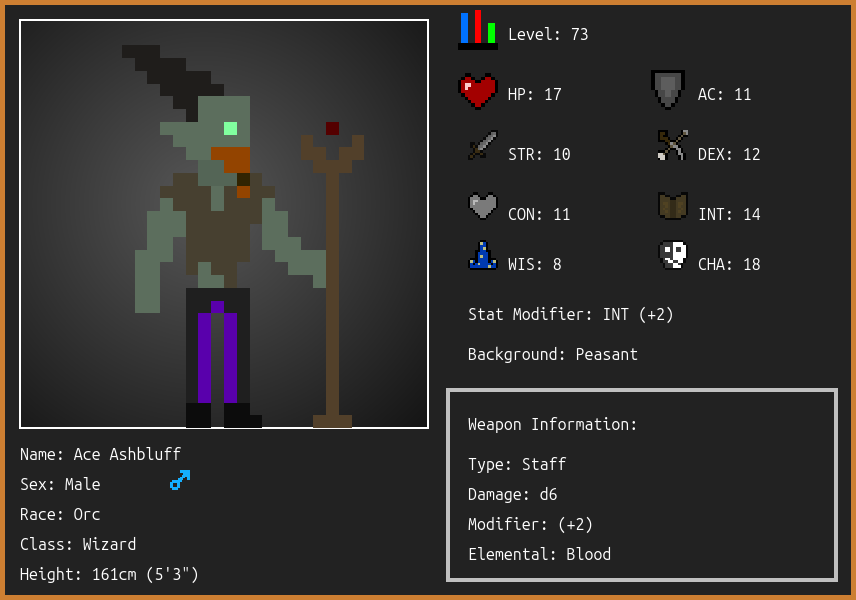 Level: 73
HP: 17
AC: 11
STR: 10
DEX: 12
CON: 11
INT: 14
WIS: 8
CHA: 18
Stat Modifier: INT (+2)
Background: Peasant
Weapon Information:
Type: Staff
Damage: d6
Modifier: (+2)
Elemental: Blood
Name: Ace Ashbluff
Sex: Male
Race: Orc
Class: Wizard
Height: 161cm (5'3")